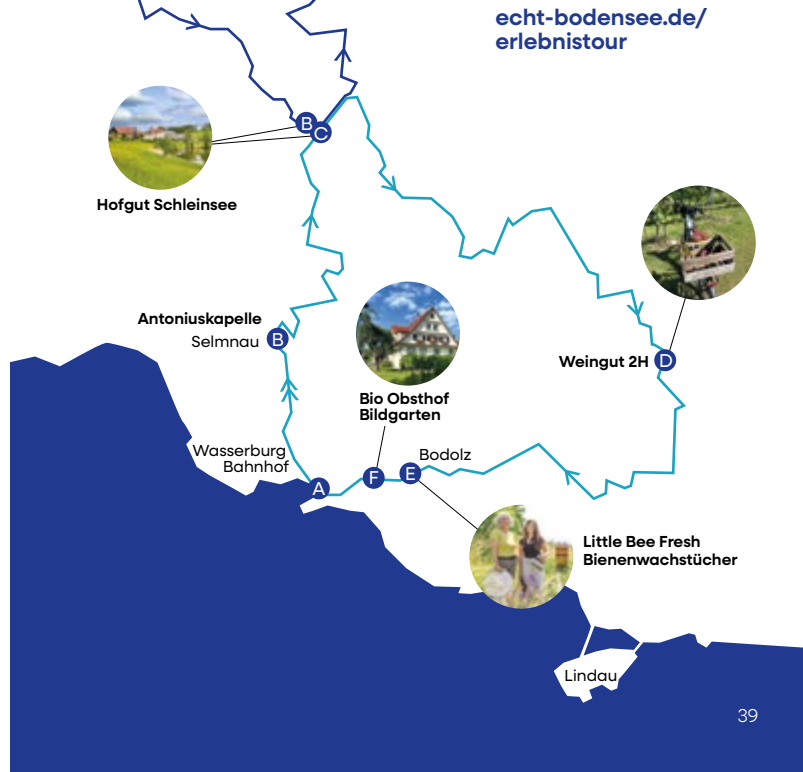 echt-bodensee.de/
erlebnistour
B
C
Hofgut Schleinsee
Antoniuskapelle
Selmnau
B
Weingut 2H
D
Bio Obsthof
Bildgarten
Wasserburg
Bahnhof
A
F
E
Bodolz
Little Bee Fresh
Bienenwachstücher
Lindau
39